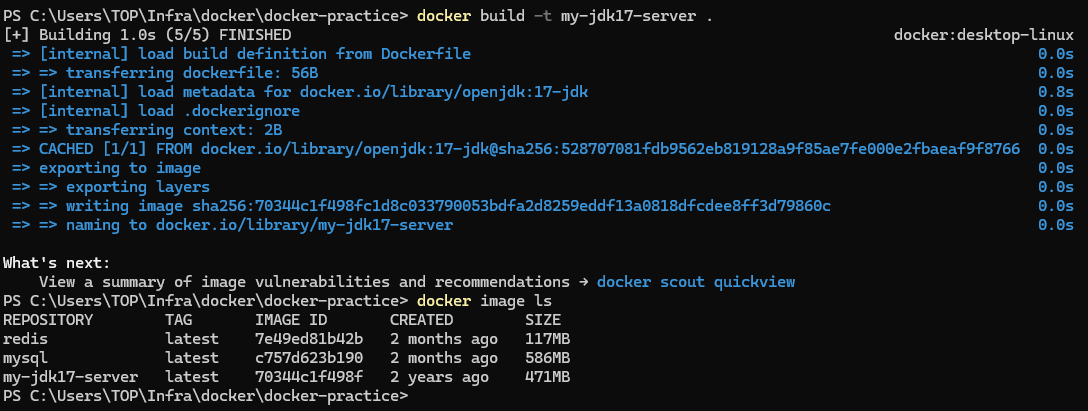 PS C:\Users\TOP\Infra\docker\docker-practice> docker build -t my-jdk17-server .
[+] Building 1.0s (5/5) FINISHED docker:desktop-linux
=> [internal] load build definition from Dockerfile 0.0s
=> => transferring dockerfile: 56B 0.0s
=> [internal] load metadata for docker.io/library/openjdk:17-jdk 0.8s
=> [internal] load .dockerignore 0.0s
=> => transferring context: 2B 0.0s
=> CACHED [1/1] FROM docker.io/library/openjdk:17-jdk@sha256:528707081fdb9562eb819128a9f85ae7fe000e2fbaeaf9f8766 0.0s
=> exporting to image 0.0s
=> => exporting layers 0.0s
=> => writing image sha256:70344c1f498fc1d8c033790053bdfa2d8259eddf13a0818dfcdee8ff3d79860c 0.0s
=> => naming to docker.io/library/my-jdk17-server 0.0s
What's next:
View a summary of image vulnerabilities and recommendations → docker scout quickview
PS C:\Users\TOP\Infra\docker\docker-practice> docker image ls
REPOSITORY TAG IMAGE ID CREATED SIZE
redis latest 7e49ed81b42b 2 months ago 117MB
mysql latest c757d623b190 2 months ago 586MB
my-jdk17-server latest 70344c1f498f 2 years ago 471MB
PS C:\Users\TOP\Infra\docker\docker-practice>